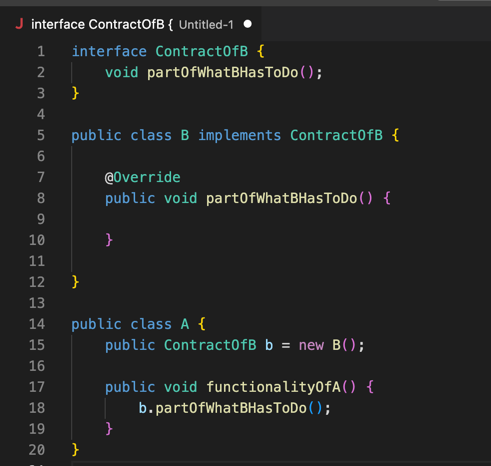 J interface ContractOfB { Untitled-1
1 interface ContractOfB {
2 void partOfWhatBHasToDo();
3 }
4
5 public class B implements ContractOfB {
6
7 @Override
8 public void partOfWhatBHasToDo() {
9
10 }
11
12 }
13
14 public class A {
15 public ContractOfB b = new B();
16
17 public void functionalityOfA() {
18 b.partOfWhatBHasToDo();
19 }
20 }